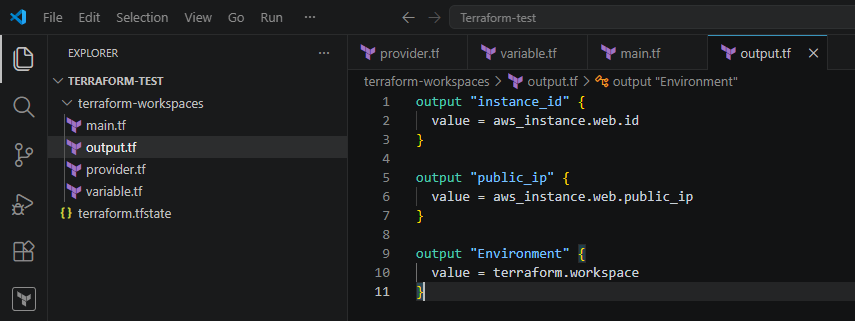 File Edit Selection View Go Run ··· Terraform-test
EXPLORER ···
TERRAFORM-TEST
terraform-workspaces
main.tf
output.tf
provider.tf
variable.tf
{} terraform.tfstate
provider.tf variable.tf main.tf output.tf
terraform-workspaces > output.tf > output "Environment"
1 output "instance_id" {
2   value = aws_instance.web.id
3 }
4
5 output "public_ip" {
6   value = aws_instance.web.public_ip
7 }
8
9 output "Environment" {
10   value = terraform.workspace
11 }